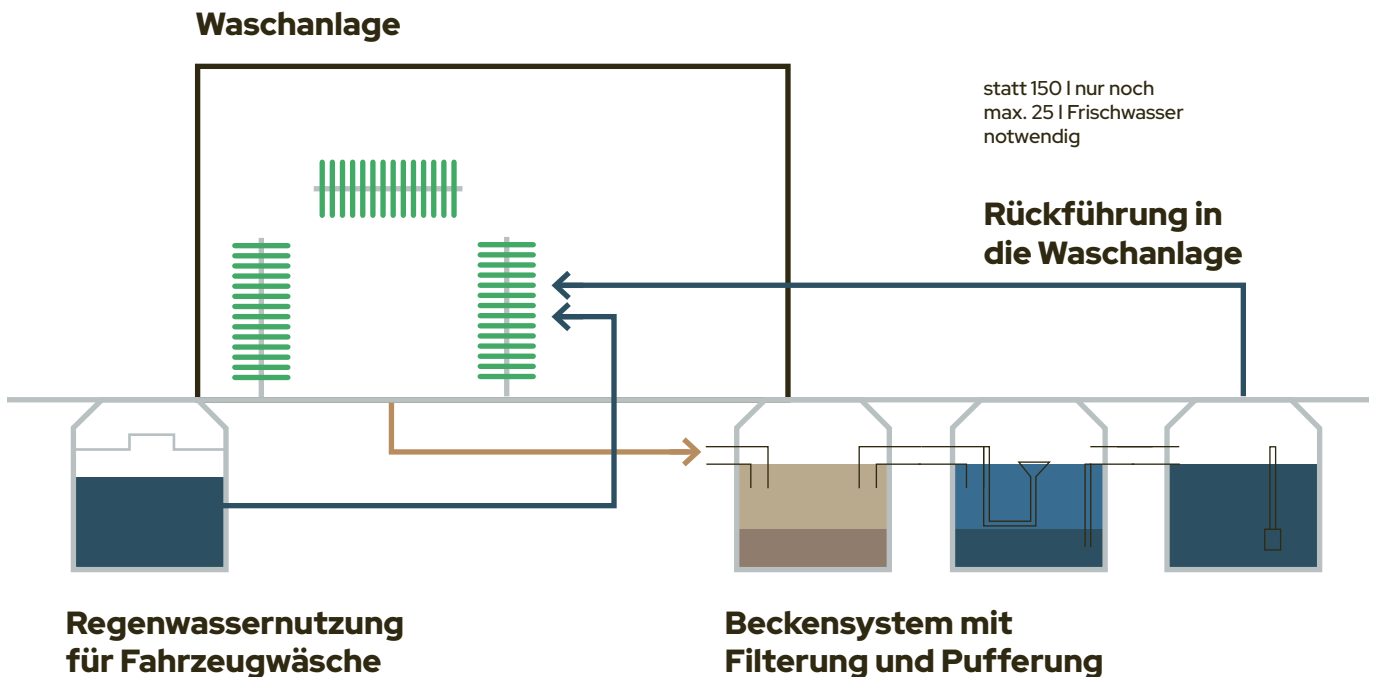 Waschanlage
statt 150 l nur noch
max. 25 l Frischwasser
notwendig
Rückführung in
die Waschanlage
Regenwassernutzung
für Fahrzeugwäsche
Beckensystem mit
Filterung und Pufferung